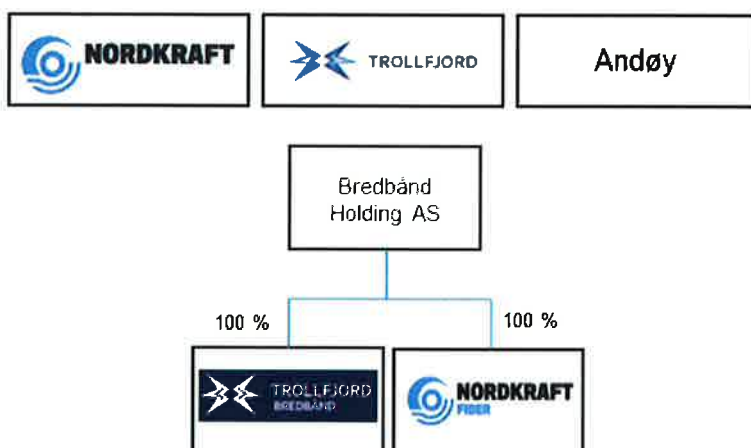 NORDKRAFT
TROLLFJORD
Andøy
Bredbånd
Holding AS
100 %
100 %
TROLLFJORD
BREDBÅND
NORDKRAFT
FIBER